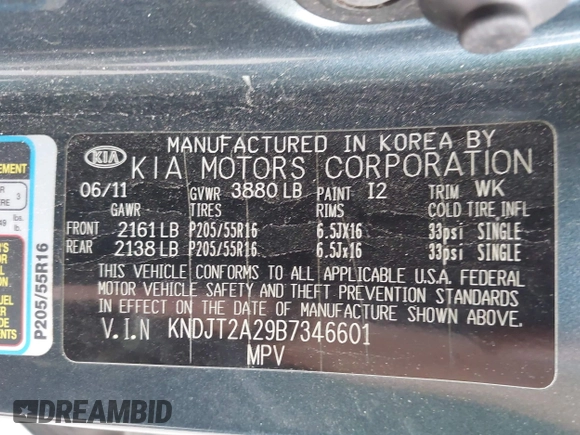 MANUFACTURED IN KOREA BY
KIA KIA MOTORS CORPORATION
06/11 GVWR 3880 LB PAINT I2 TRIM WK
GAWR TIRES RIMS COLD TIRE INFL
FRONT 2161 LB P205/55R16 6.5JX16 33psi SINGLE
REAR 2138 LB P205/55R16 6.5Jx16 33psi SINGLE
THIS VEHICLE CONFORMS TO ALL APPLICABLE U.S.A. FEDERAL
MOTOR VEHICLE SAFETY AND THEFT PREVENTION STANDARDS
IN EFFECT ON THE DATE OF MANUFACTURE SHOWN ABOVE
V.I.N KNDJT2A29B7346601
MPV
P205/55R16
3
lbs.
DREAMBID